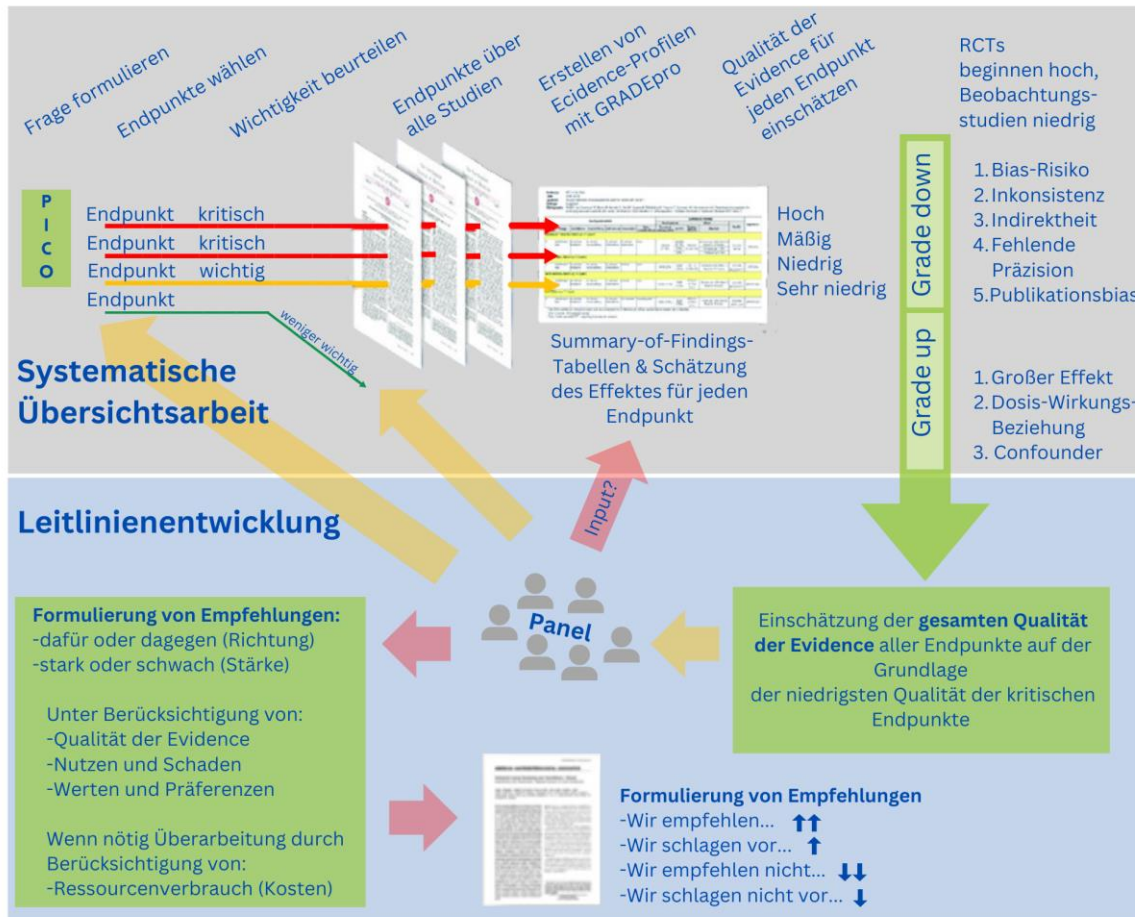 Frage formulieren
Endpunkte wählen
Wichtigkeit beurteilen
Endpunkte über
alle Studien
Erstellen von
Ecidence-Profilen
mit GRADEpro
Qualität der
Evidence für
jeden Endpunkt
einschätzen
RCTs
beginnen hoch,
Beobachtungs-
studien niedrig
P
I
C
O
Endpunkt kritisch
Endpunkt kritisch
Endpunkt wichtig
Endpunkt
weniger wichtig
Hoch
Mäßig
Niedrig
Sehr niedrig
Summary-of-Findings-
Tabellen & Schätzung
des Effektes für jeden
Endpunkt
Grade down
1. Bias-Risiko
2. Inkonsistenz
3. Indirektheit
4. Fehlende
Präzision
5. Publikationsbias
Grade up
1. Großer Effekt
2. Dosis-Wirkungs-
Beziehung
3. Confounder
Systematische
Übersichtsarbeit
Leitlinienentwicklung
Input?
Panel
Einschätzung der gesamten Qualität
der Evidence aller Endpunkte auf der
Grundlage
der niedrigsten Qualität der kritischen
Endpunkte
Formulierung von Empfehlungen:
-dafür oder dagegen (Richtung)
-stark oder schwach (Stärke)
Unter Berücksichtigung von:
-Qualität der Evidence
-Nutzen und Schaden
-Werten und Präferenzen
Wenn nötig Überarbeitung durch
Berücksichtigung von:
-Ressourcenverbrauch (Kosten)
Formulierung von Empfehlungen
-Wir empfehlen... ⬆⬆
-Wir schlagen vor... ⬆
-Wir empfehlen nicht... ⬇⬇
-Wir schlagen nicht vor... ⬇